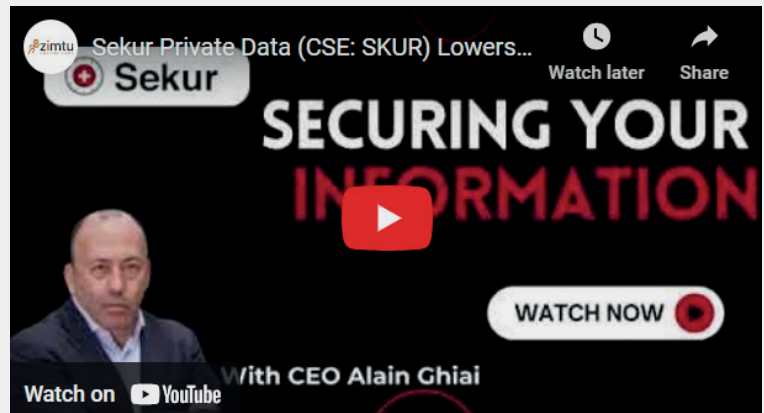 zimtu
Sekur Private Data (CSE: SKUR) Lowers...
Watch later
Share
Sekur
SECURING YOUR
INFORMATION
WATCH NOW
With CEO Alain Ghiai
Watch on YouTube